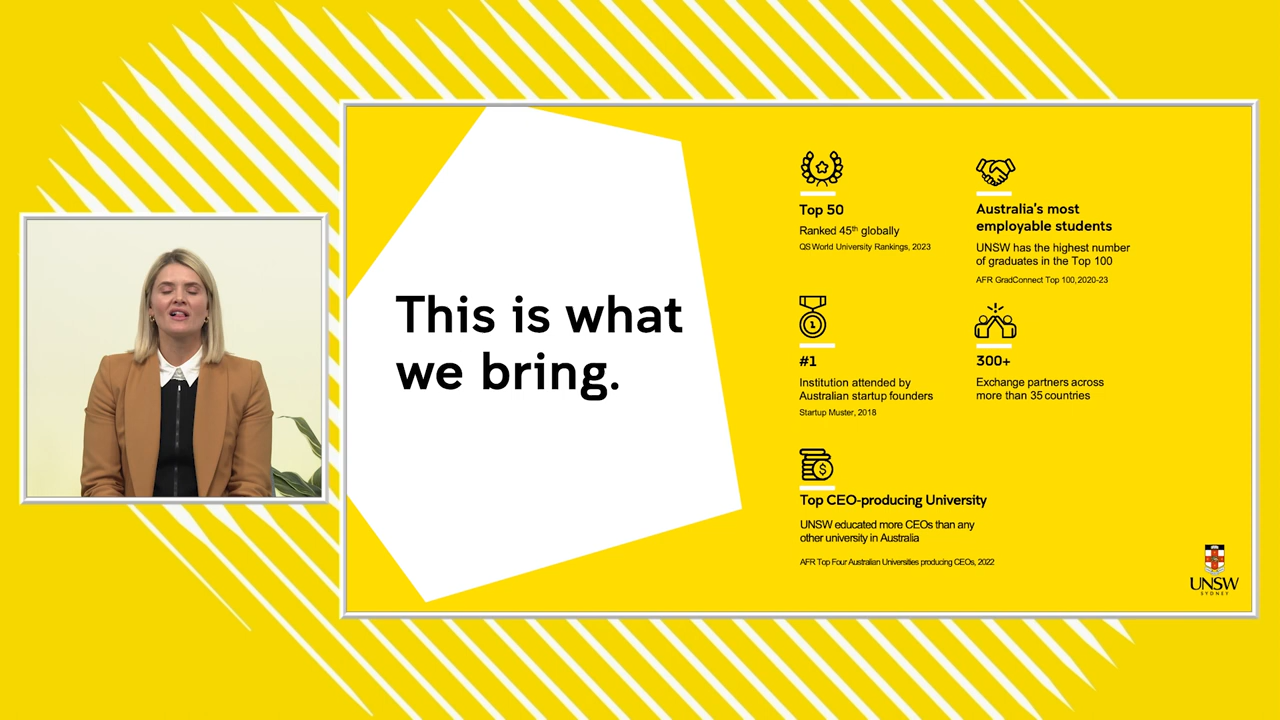 This is what
we bring.
Top 50
Ranked 45th globally
QS World University Rankings, 2023
Australia's most
employable students
UNSW has the highest number
of graduates in the Top 100
AFR GradConnect Top 100, 2020-23
1
#1
Institution attended by
Australian startup founders
Startup Muster, 2018
300+
Exchange partners across
more than 35 countries
$
Top CEO-producing University
UNSW educated more CEOs than any
other university in Australia
AFR Top Four Australian Universities producing CEOs, 2022
UNSW
SYDNEY